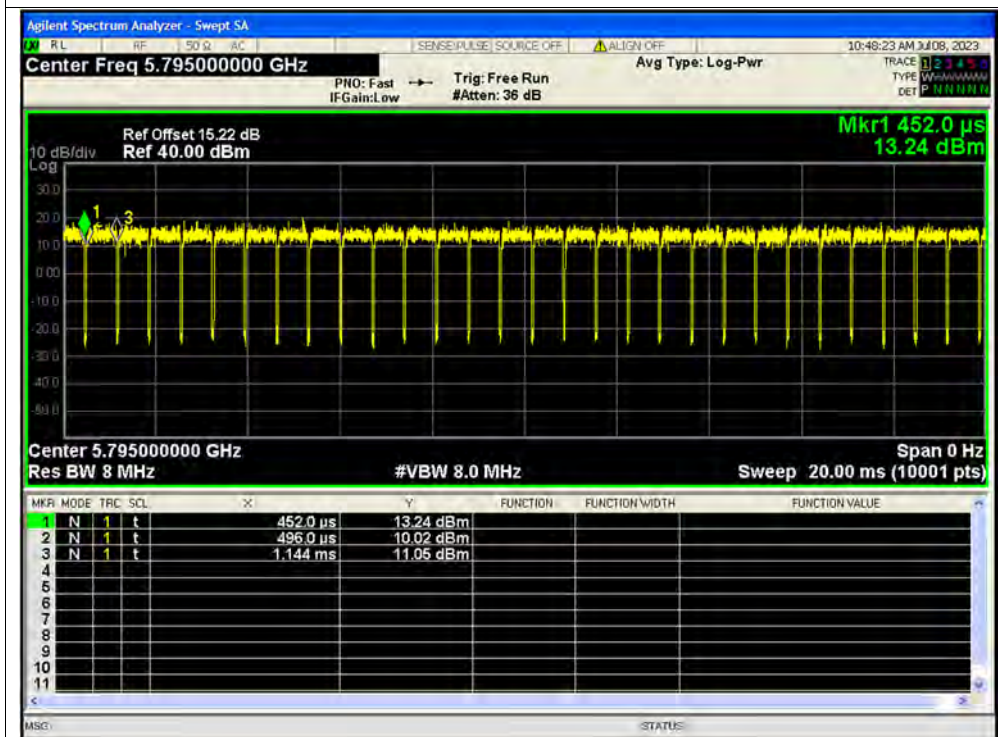 Agilent Spectrum Analyzer - Swept SA
RL RF 50 Ω AC SENSE:PULSE SOURCE OFF ALIGN OFF 10:48:23 AM Jul 08, 2023
Center Freq 5.795000000 GHz Avg Type: Log-Pwr TRACE 1 2 3 4 5 6
PNO: Fast Trig: Free Run TYPE
IFGain:Low #Atten: 36 dB DET P N N N N N
Mkr1 452.0 µs
Ref Offset 15.22 dB
10 dB/div Ref 40.00 dBm 13.24 dBm
Log
30.0
20.0
1 3
10.0
0.00
-10.0
-20.0
-30.0
-40.0
-50.0
Center 5.795000000 GHz Span 0 Hz
Res BW 8 MHz #VBW 8.0 MHz Sweep 20.00 ms (10001 pts)
MKR MODE TRC SCL X Y FUNCTION FUNCTION WIDTH FUNCTION VALUE
1 N 1 t 452.0 µs 13.24 dBm
2 N 1 t 496.0 µs 10.02 dBm
3 N 1 t 1.144 ms 11.05 dBm
4
5
6
7
8
9
10
11
MSG STATUS